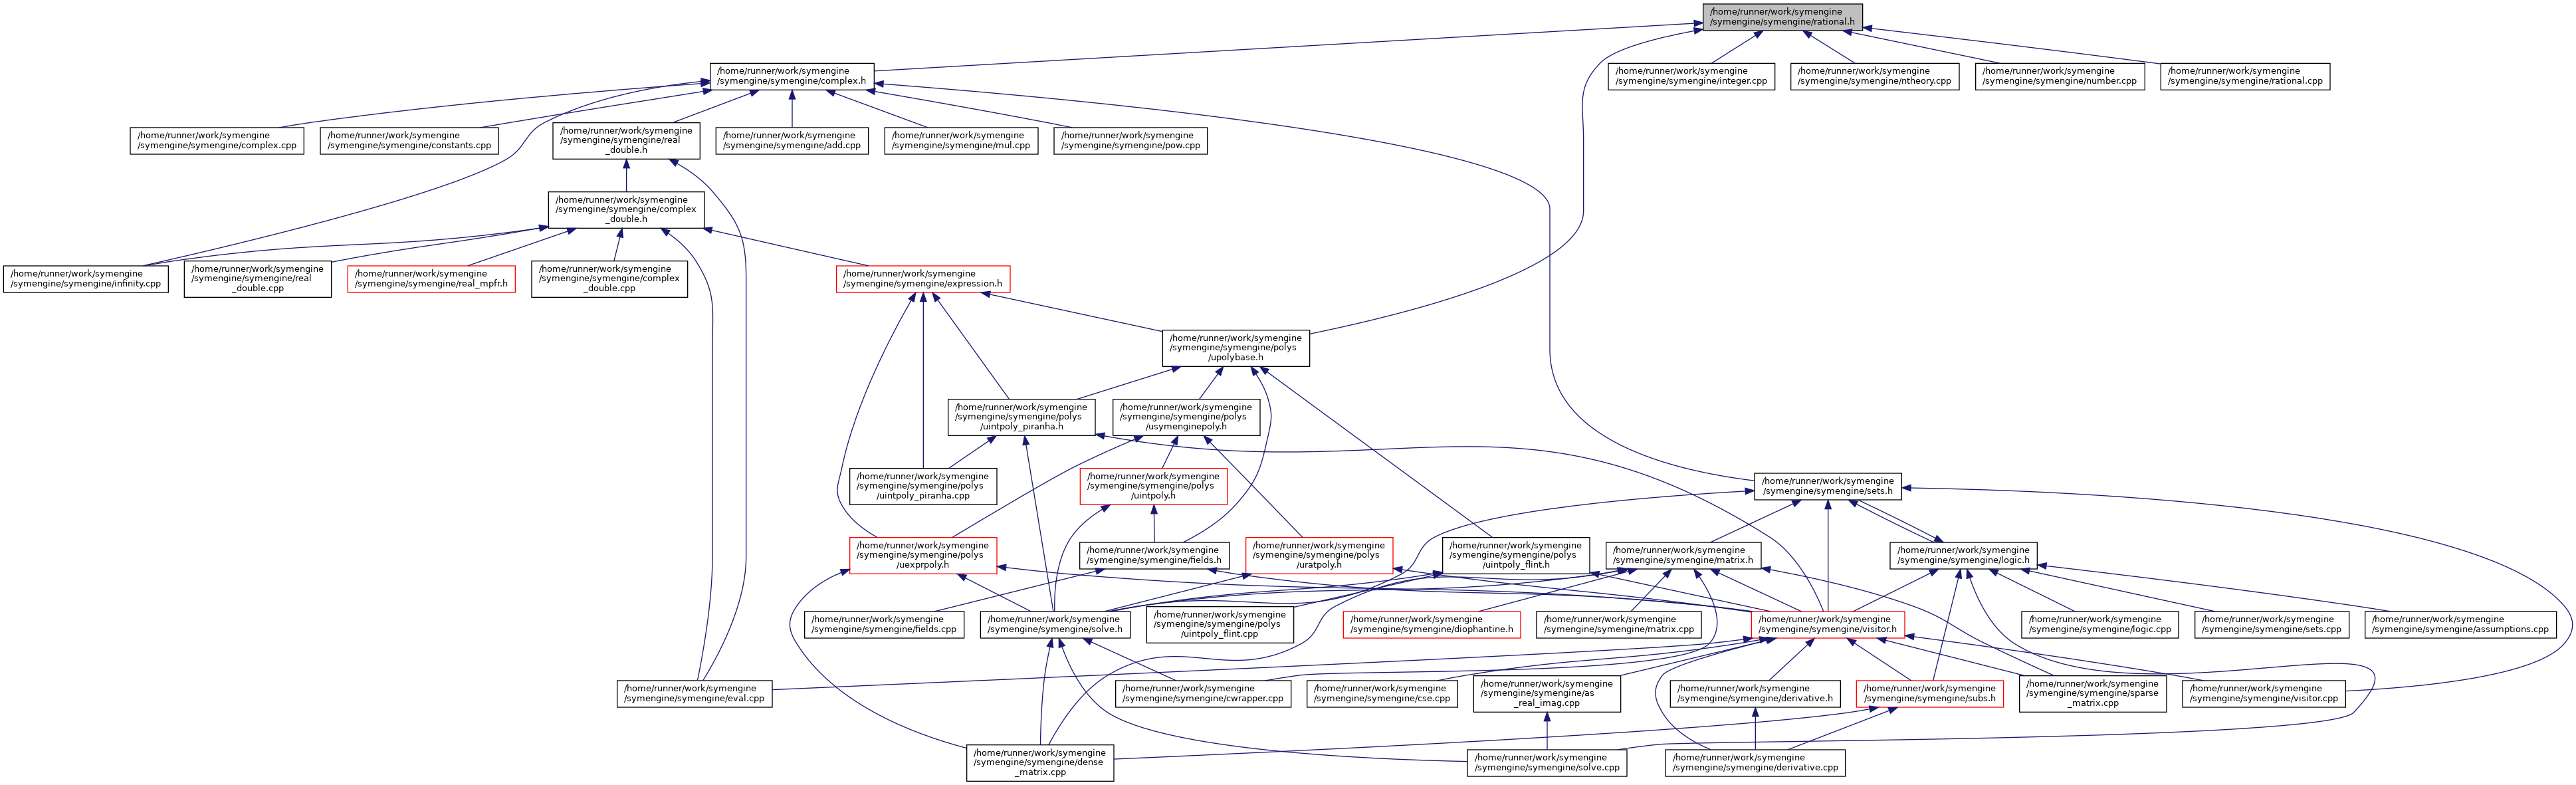 /home/runner/work/symengine
/symengine/symengine/rational.h
/home/runner/work/symengine
/symengine/symengine/complex.h
/home/runner/work/symengine
/symengine/symengine/integer.cpp
/home/runner/work/symengine
/symengine/symengine/ntheory.cpp
/home/runner/work/symengine
/symengine/symengine/number.cpp
/home/runner/work/symengine
/symengine/symengine/rational.cpp
/home/runner/work/symengine
/symengine/symengine/complex.cpp
/home/runner/work/symengine
/symengine/symengine/constants.cpp
/home/runner/work/symengine
/symengine/symengine/real
_double.h
/home/runner/work/symengine
/symengine/symengine/add.cpp
/home/runner/work/symengine
/symengine/symengine/mul.cpp
/home/runner/work/symengine
/symengine/symengine/pow.cpp
/home/runner/work/symengine
/symengine/symengine/complex
_double.h
/home/runner/work/symengine
/symengine/symengine/infinity.cpp
/home/runner/work/symengine
/symengine/symengine/real
_double.cpp
/home/runner/work/symengine
/symengine/symengine/real_mpfr.h
/home/runner/work/symengine
/symengine/symengine/complex
_double.cpp
/home/runner/work/symengine
/symengine/symengine/expression.h
/home/runner/work/symengine
/symengine/symengine/polys
/upolybase.h
/home/runner/work/symengine
/symengine/symengine/polys
/uintpoly_piranha.h
/home/runner/work/symengine
/symengine/symengine/polys
/usymenginepoly.h
/home/runner/work/symengine
/symengine/symengine/polys
/uintpoly_piranha.cpp
/home/runner/work/symengine
/symengine/symengine/polys
/uintpoly.h
/home/runner/work/symengine
/symengine/symengine/sets.h
/home/runner/work/symengine
/symengine/symengine/polys
/uexprpoly.h
/home/runner/work/symengine
/symengine/symengine/fields.h
/home/runner/work/symengine
/symengine/symengine/polys
/uratpoly.h
/home/runner/work/symengine
/symengine/symengine/polys
/uintpoly_flint.h
/home/runner/work/symengine
/symengine/symengine/matrix.h
/home/runner/work/symengine
/symengine/symengine/logic.h
/home/runner/work/symengine
/symengine/symengine/fields.cpp
/home/runner/work/symengine
/symengine/symengine/solve.h
/home/runner/work/symengine
/symengine/symengine/polys
/uintpoly_flint.cpp
/home/runner/work/symengine
/symengine/symengine/diophantine.h
/home/runner/work/symengine
/symengine/symengine/matrix.cpp
/home/runner/work/symengine
/symengine/symengine/visitor.h
/home/runner/work/symengine
/symengine/symengine/logic.cpp
/home/runner/work/symengine
/symengine/symengine/sets.cpp
/home/runner/work/symengine
/symengine/symengine/assumptions.cpp
/home/runner/work/symengine
/symengine/symengine/eval.cpp
/home/runner/work/symengine
/symengine/symengine/cwrapper.cpp
/home/runner/work/symengine
/symengine/symengine/cse.cpp
/home/runner/work/symengine
/symengine/symengine/as
_real_imag.cpp
/home/runner/work/symengine
/symengine/symengine/derivative.h
/home/runner/work/symengine
/symengine/symengine/subs.h
/home/runner/work/symengine
/symengine/symengine/sparse
_matrix.cpp
/home/runner/work/symengine
/symengine/symengine/visitor.cpp
/home/runner/work/symengine
/symengine/symengine/dense
_matrix.cpp
/home/runner/work/symengine
/symengine/symengine/solve.cpp
/home/runner/work/symengine
/symengine/symengine/derivative.cpp